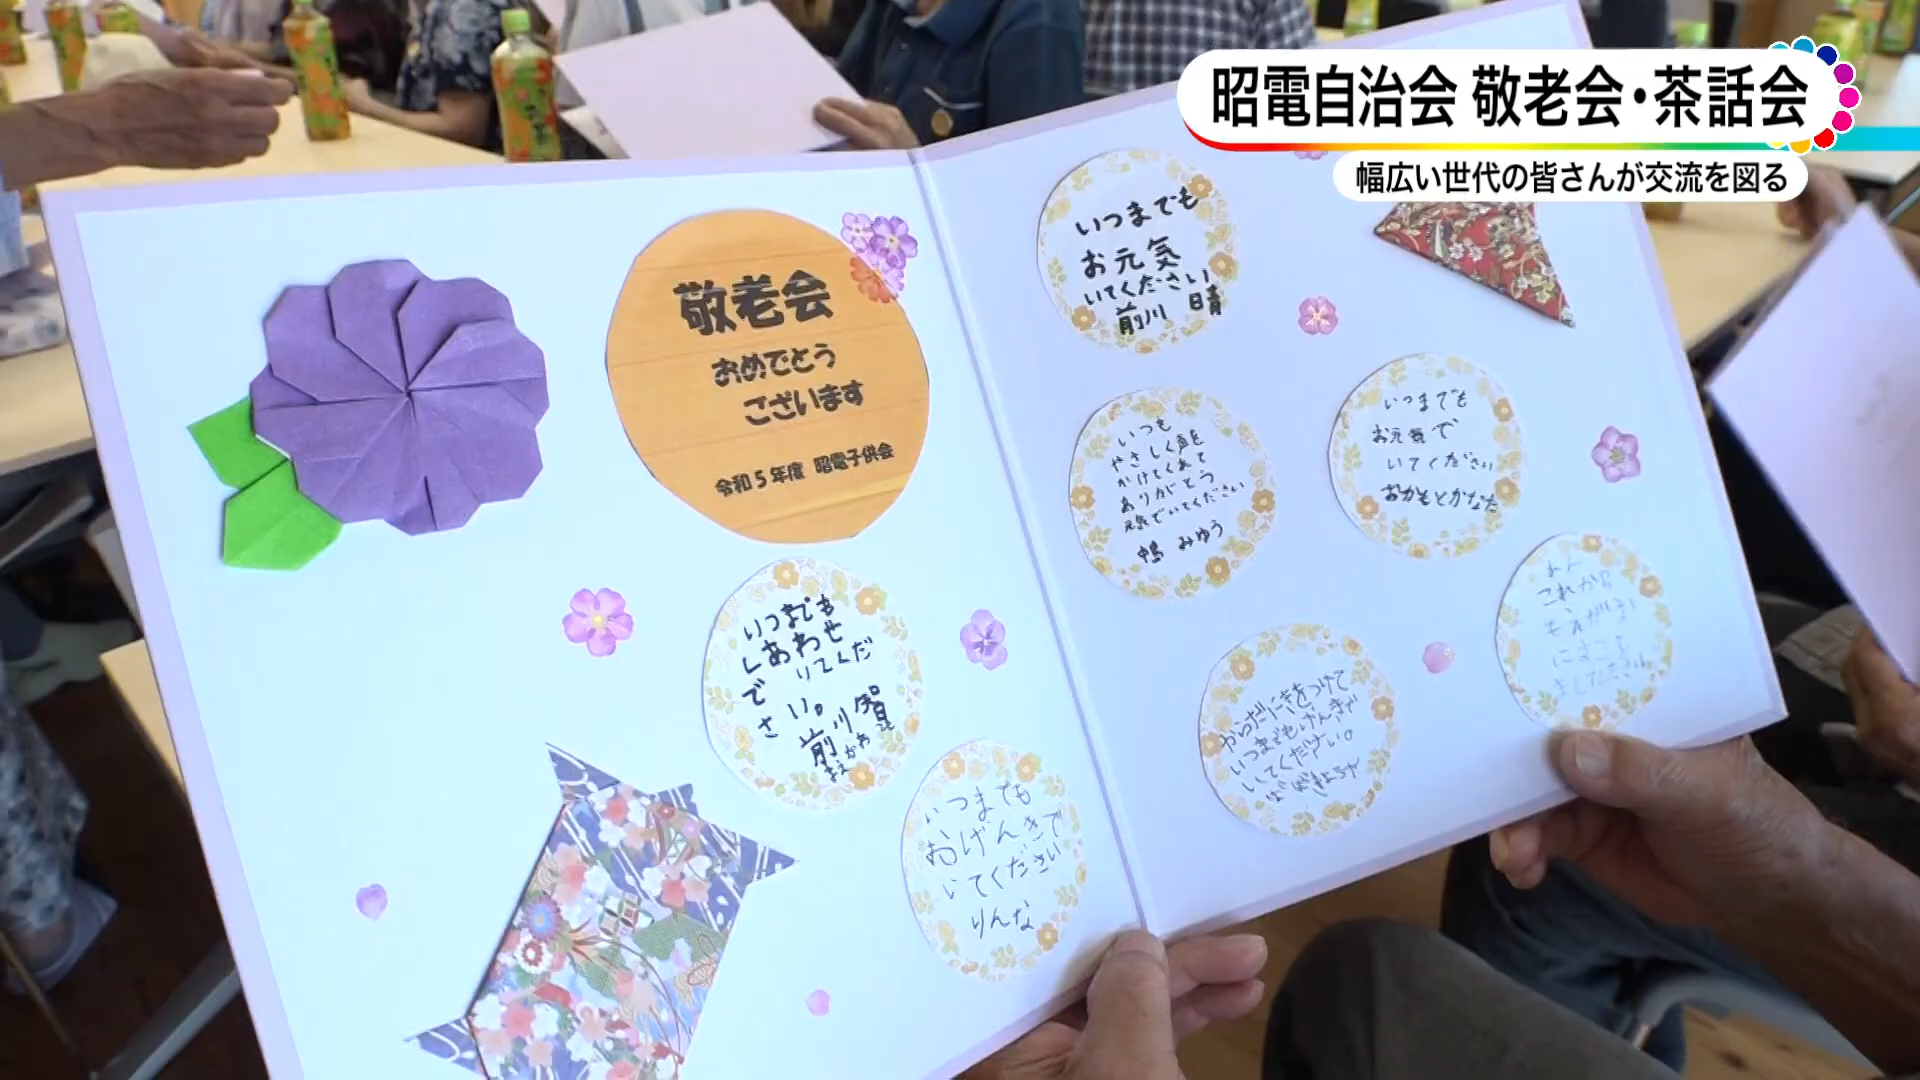 昭電自治会 敬老会・茶話会
幅広い世代の皆さんが交流を図る
敬老会
おめでとう
ございます
令和5年度 昭電子供会
いつまでも
しあわせ
でくだ
さい。
前川
まえかわ
いつまでも
おげんきで
いてください
りんな
いつまでも
お元気
いてください
前川 晴
いつも
やさしく声を
かけてくれて
ありがとう
元気でいてください
みゆう
いつまでも
お元気で
いてください
おかもとかなた
からだにきをつけて
いつまでもげんきで
いてください。
これから